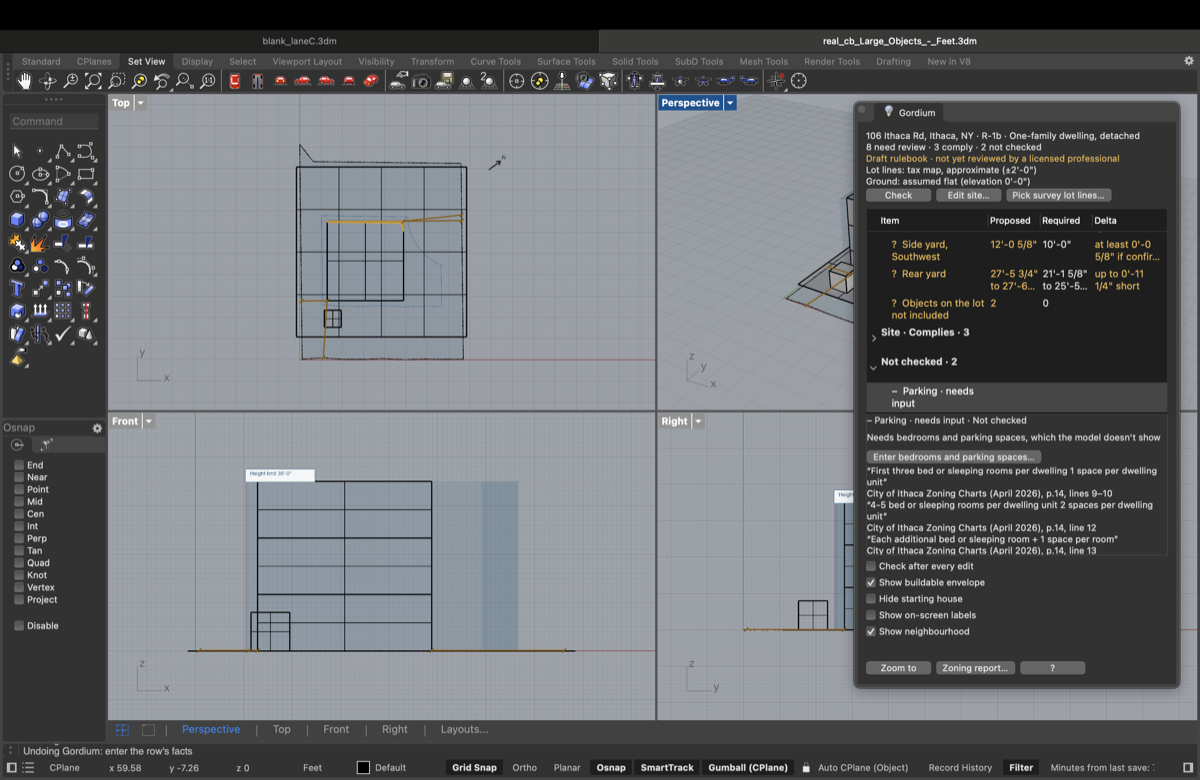 blank_laneC.3dm
real_cb_Large_Objects_-_Feet.3dm
Standard CPlanes Set View Display Select Viewport Layout Visibility Transform Curve Tools Surface Tools Solid Tools SubD Tools Mesh Tools Render Tools Drafting New in V8
Command
Top
N
y
x
Perspective
z
y
x
Front
Height limit 35'-0"
z
x
Right
z
y
Osnap
End
Near
Point
Mid
Cen
Int
Perp
Tan
Quad
Knot
Vertex
Project
Disable
Gordium
106 Ithaca Rd, Ithaca, NY · R-1b · One-family dwelling, detached
8 need review · 3 comply · 2 not checked
Draft rulebook · not yet reviewed by a licensed professional
Lot lines: tax map, approximate (±2'-0")
Ground: assumed flat (elevation 0'-0")
Check Edit site... Pick survey lot lines...
Item Proposed Required Delta
? Side yard, Southwest 12'-0 5/8" 10'-0" at least 0'-0 5/8" if confir...
? Rear yard 27'-5 3/4" to 27'-6... 21'-1 5/8" to 25'-5... up to 0'-11 1/4" short
? Objects on the lot not included 2 0
Site · Complies · 3
Not checked · 2
– Parking · needs input
– Parking · needs input · Not checked
Needs bedrooms and parking spaces, which the model doesn't show
Enter bedrooms and parking spaces...
"First three bed or sleeping rooms per dwelling 1 space per dwelling
unit"
City of Ithaca Zoning Charts (April 2026), p.14, lines 9–10
"4-5 bed or sleeping rooms per dwelling unit 2 spaces per dwelling
unit"
City of Ithaca Zoning Charts (April 2026), p.14, line 12
"Each additional bed or sleeping room + 1 space per room"
City of Ithaca Zoning Charts (April 2026), p.14, line 13
Check after every edit
Show buildable envelope
Hide starting house
Show on-screen labels
Show neighbourhood
Zoom to Zoning report... ?
Perspective Top Front Right Layouts...
Undoing Gordium: enter the row's facts
CPlane x 59.58 y -7.26 z 0 Feet Default Grid Snap Ortho Planar Osnap SmartTrack Gumball (CPlane) Auto CPlane (Object) Record History Filter Minutes from last save: